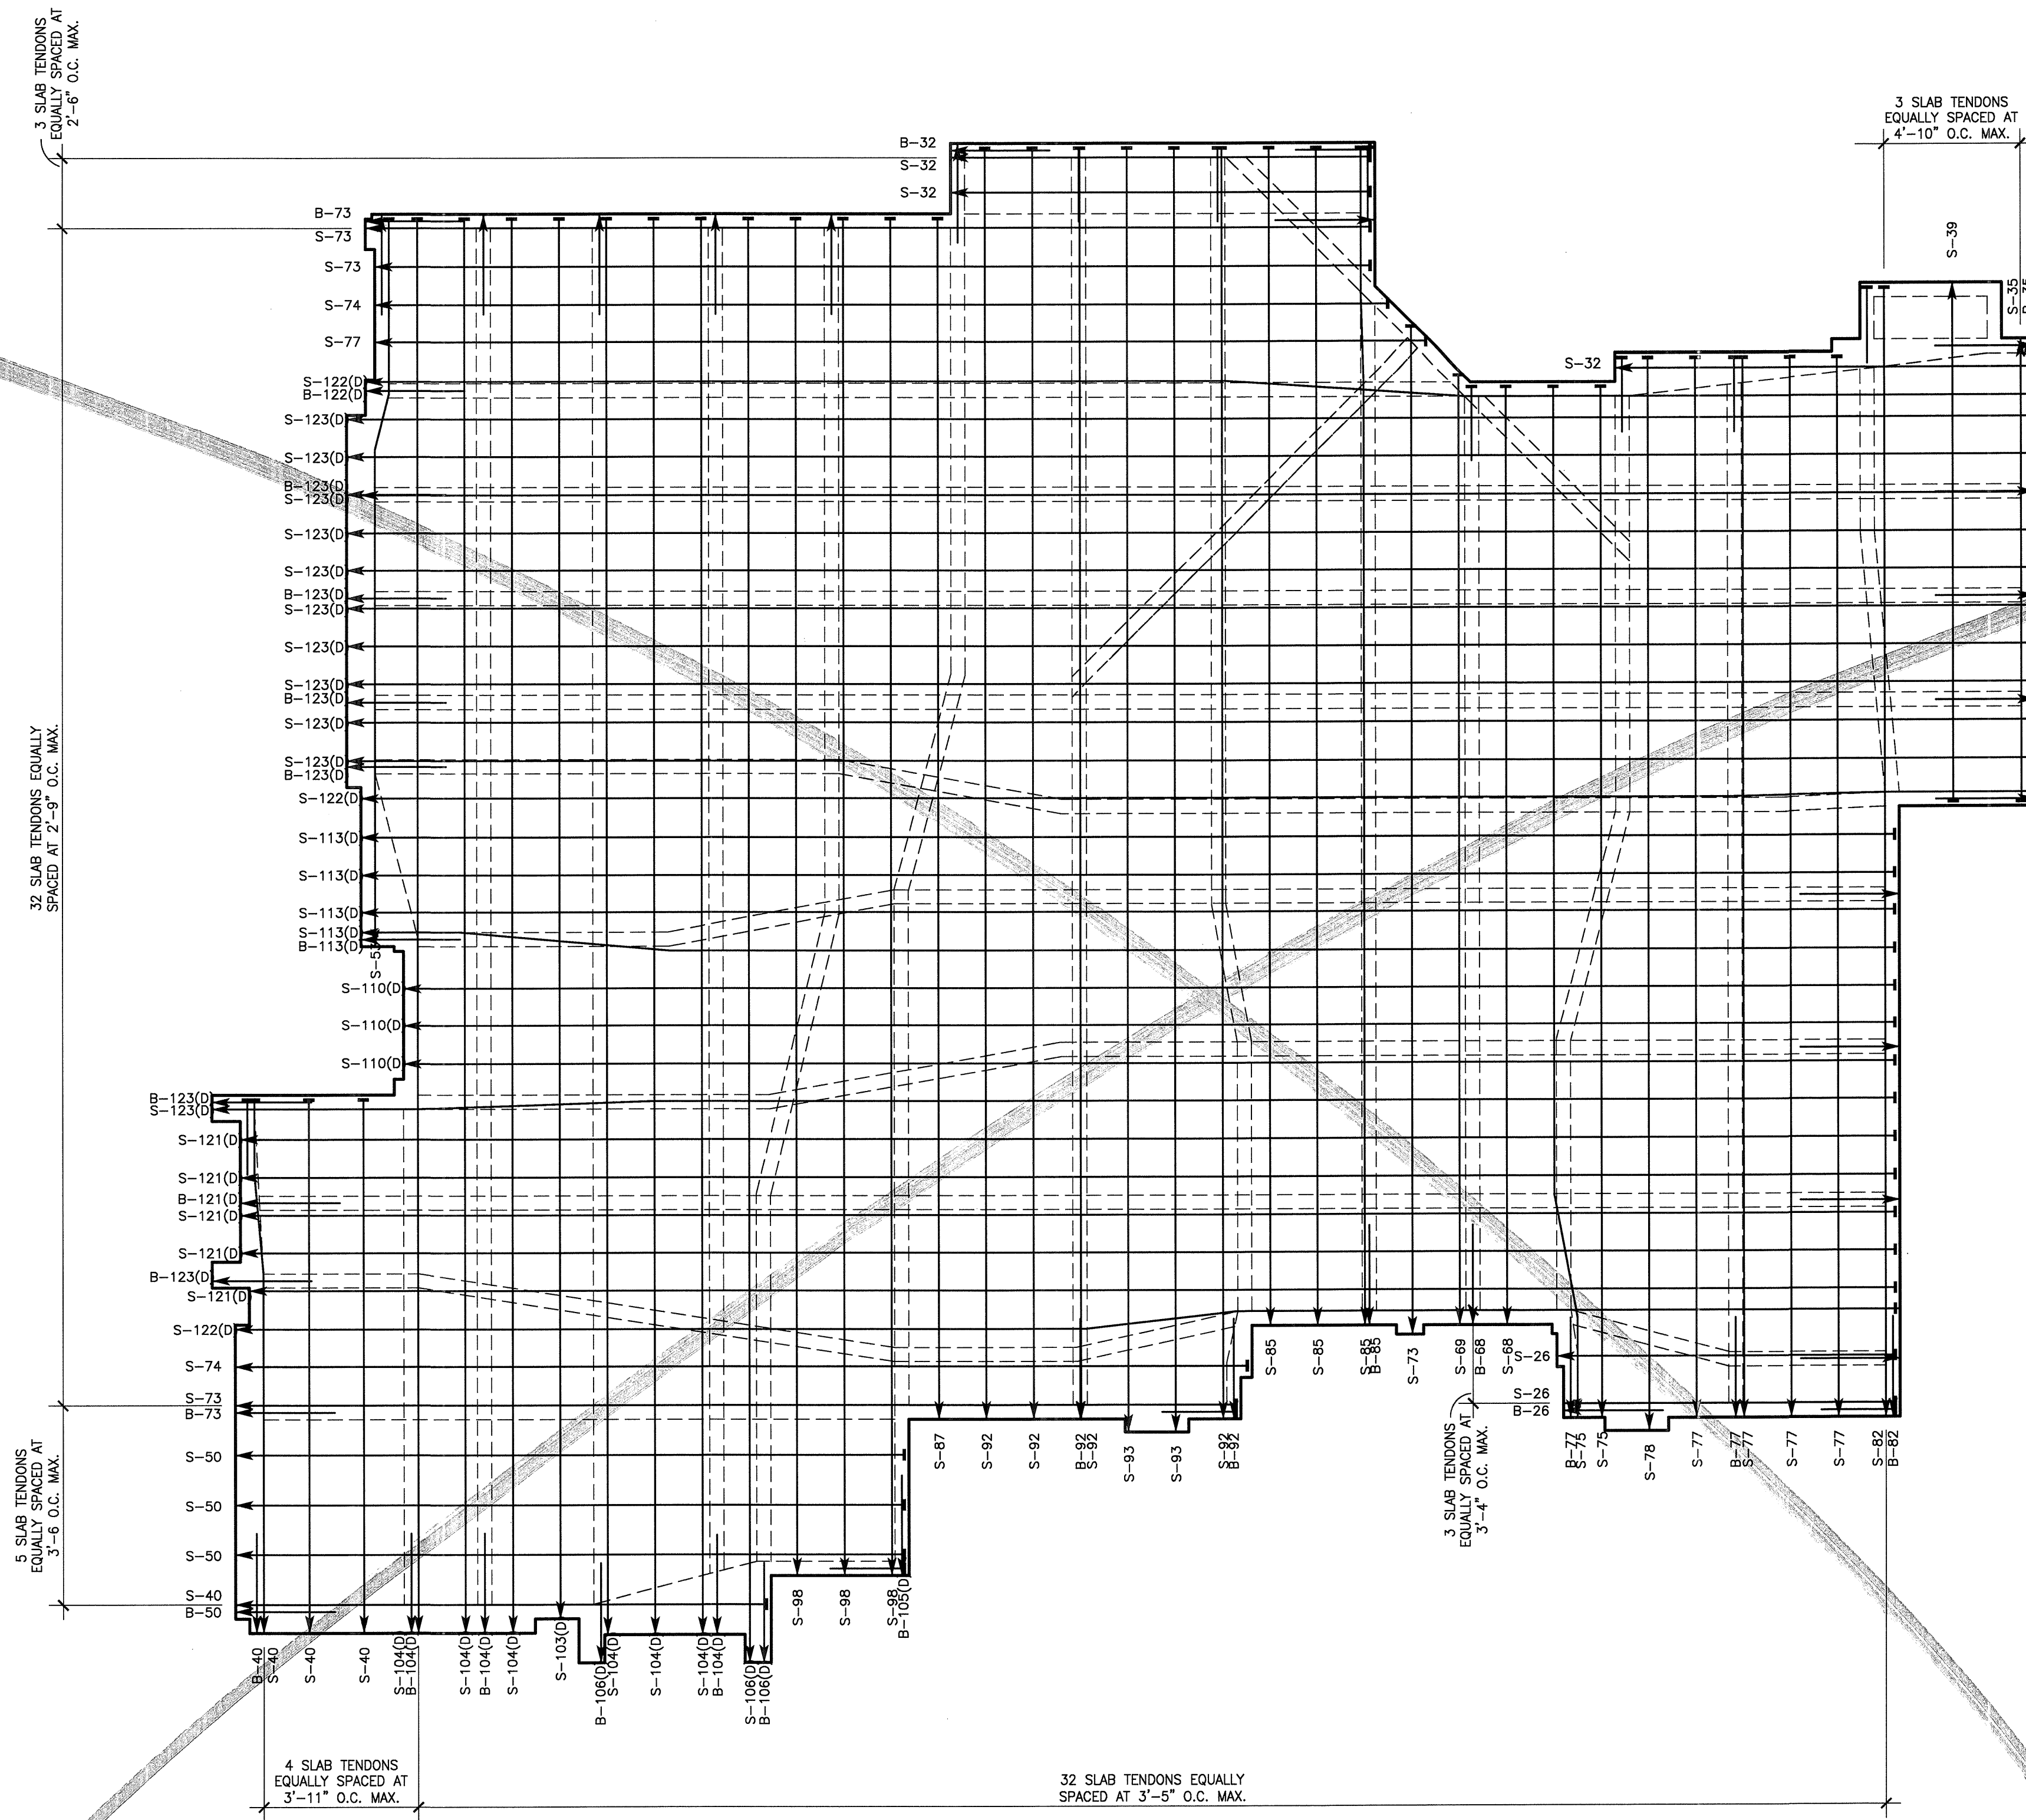 3 SLAB TENDONS
EQUALLY SPACED AT
2'-6" O.C. MAX.
3 SLAB TENDONS
EQUALLY SPACED AT
4'-10" O.C. MAX.
B-32
S-32
S-32
B-73
S-73
S-73
S-74
S-77
S-39
S-35
S-32
S-122(D)
B-122(D)
S-123(D
S-123(D
B-123(D
S-123(D
S-123(D
S-123(D
B-123(D
S-123(D
S-123(D
S-123(D
B-123(D
S-123(D
S-123(D
B-123(D
S-122(D
S-113(D
S-113(D
S-113(D
S-113(D
B-113(D)
32 SLAB TENDONS EQUALLY
SPACED AT 2'-9" O.C. MAX.
S-110(D
S-110(D
S-110(D
B-123(D)
S-123(D
S-121(D
S-121(D
B-121(D
S-121(D
S-121(D
B-123(D)
S-121(D
S-122(D
S-74
S-73
B-73
S-50
S-50
S-50
S-40
B-50
5 SLAB TENDONS
EQUALLY SPACED AT
3'-6 O.C. MAX.
S-85
S-85
S-85
B-85
S-73
S-69
B-68
S-68
S-26
S-26
B-26
3 SLAB TENDONS
EQUALLY SPACED AT
3'-4" O.C. MAX.
S-87
S-92
S-92
B-92
S-92
S-93
S-93
S-92
B-92
B-77
S-75
S-75
S-78
S-77
B-77
S-77
S-77
S-77
S-82
B-82
S-98
S-98
S-98
B-105(D)
B-40
S-40
S-40
S-40
S-104(D)
B-104(D)
S-104(D)
B-104(D)
S-104(D)
S-103(D)
B-106(D)
S-104(D)
S-104(D)
S-104(D)
B-104(D)
S-106(D)
B-106(D)
4 SLAB TENDONS
EQUALLY SPACED AT
3'-11" O.C. MAX.
32 SLAB TENDONS EQUALLY
SPACED AT 3'-5" O.C. MAX.